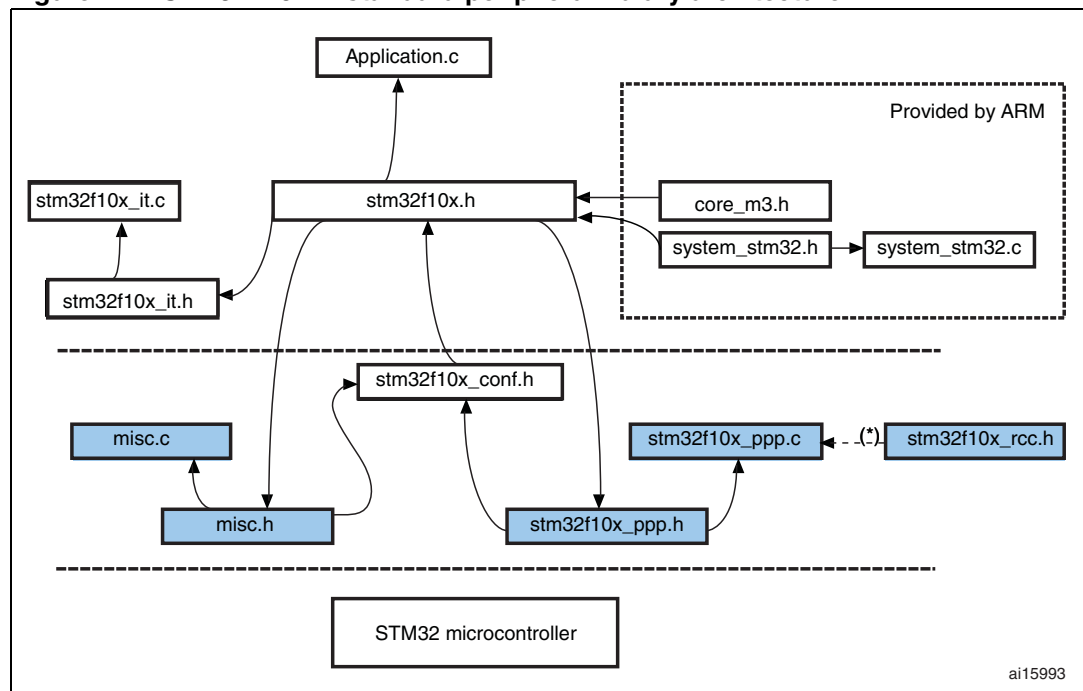 Application.c
Provided by ARM
stm32f10x_it.c
stm32f10x.h
core_m3.h
system_stm32.h
system_stm32.c
stm32f10x_it.h
stm32f10x_conf.h
misc.c
stm32f10x_ppp.c
(*)
stm32f10x_rcc.h
misc.h
stm32f10x_ppp.h
STM32 microcontroller
ai15993